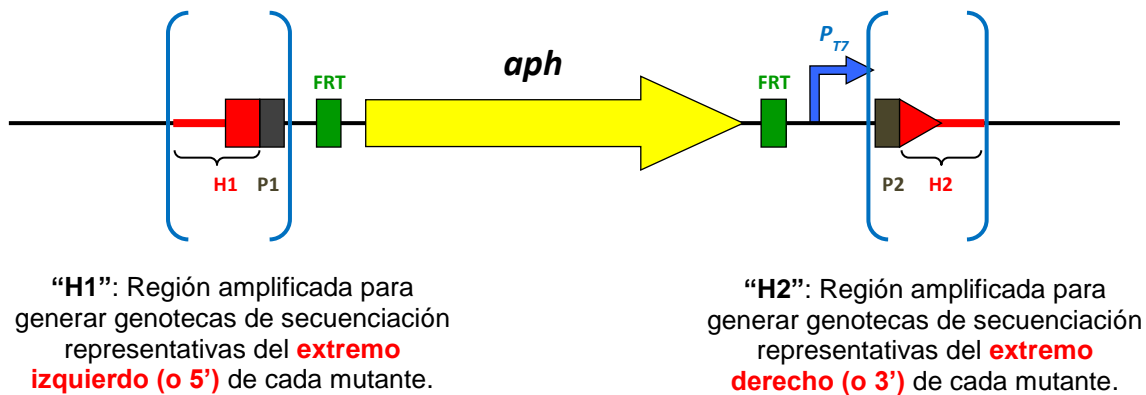 P_T7
aph
FRT
FRT
H1 P1
P2 H2
“H1”: Región amplificada para
generar genotecas de secuenciación
representativas del extremo
izquierdo (o 5’) de cada mutante.
“H2”: Región amplificada para
generar genotecas de secuenciación
representativas del extremo
derecho (o 3’) de cada mutante.